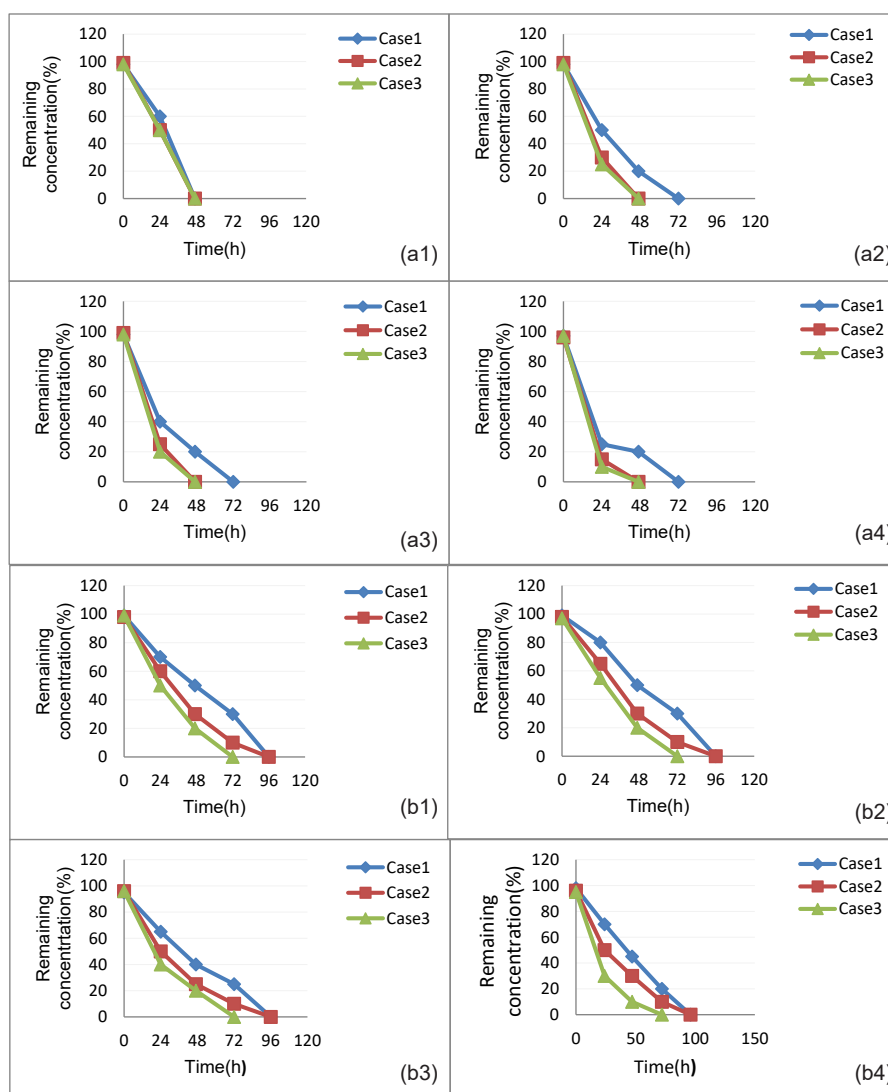 120
100
80
60
40
20
0
0 24 48 72 96 120
Remaining
concentration(%)
Time(h)
Case1
Case2
Case3
(a1)
120
100
80
60
40
20
0
0 24 48 72 96 120
Remaining
concentraion(%)
Time(h)
Case1
Case2
Case3
(a2)
120
100
80
60
40
20
0
0 24 48 72 96 120
Remaining
concentration(%)
Time(h)
Case1
Case2
Case3
(a3)
120
100
80
60
40
20
0
0 24 48 72 96 120
Remaining
concentration(%)
Time(h)
Case1
Case2
Case3
(a4)
120
100
80
60
40
20
0
0 24 48 72 96 120
Remaining
concentration(%)
Time(h)
Case1
Case2
Case3
(b1)
120
100
80
60
40
20
0
0 24 48 72 96 120
Remaining
concentration(%)
Time(h)
Case1
Case2
Case3
(b2)
120
100
80
60
40
20
0
0 24 48 72 96 120
Remaining
concentrtation(%)
Time(h)
Case1
Case2
Case3
(b3)
120
100
80
60
40
20
0
0 50 100 150
Remaining
concentration(%)
Time(h)
Case1
Case2
Case3
(b4)